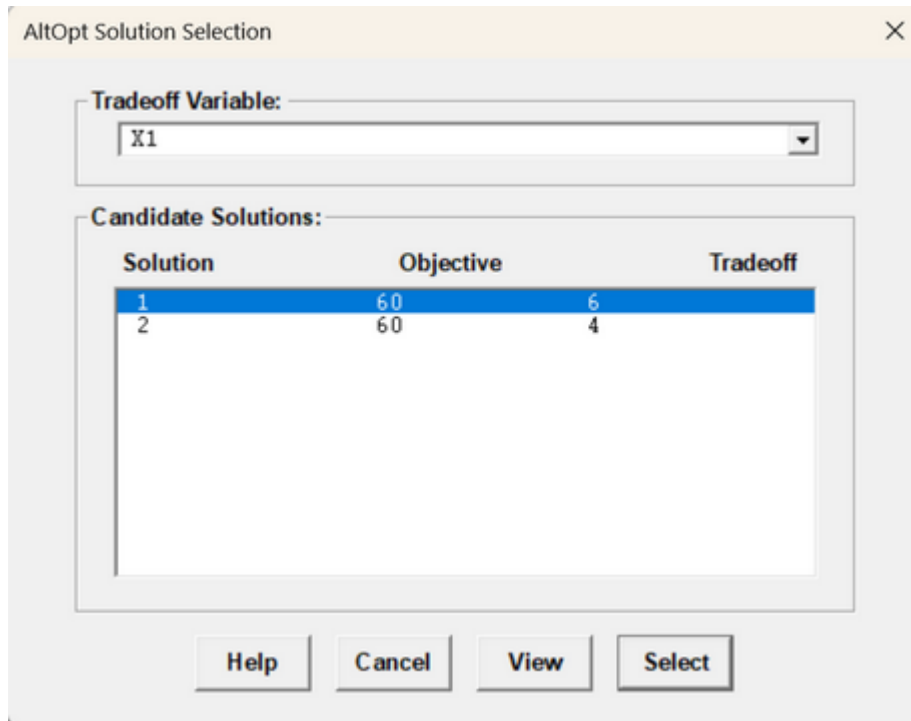 AltOpt Solution Selection
Tradeoff Variable:
X1
Candidate Solutions:
Solution Objective Tradeoff
1 60 6
2 60 4
Help Cancel View Select